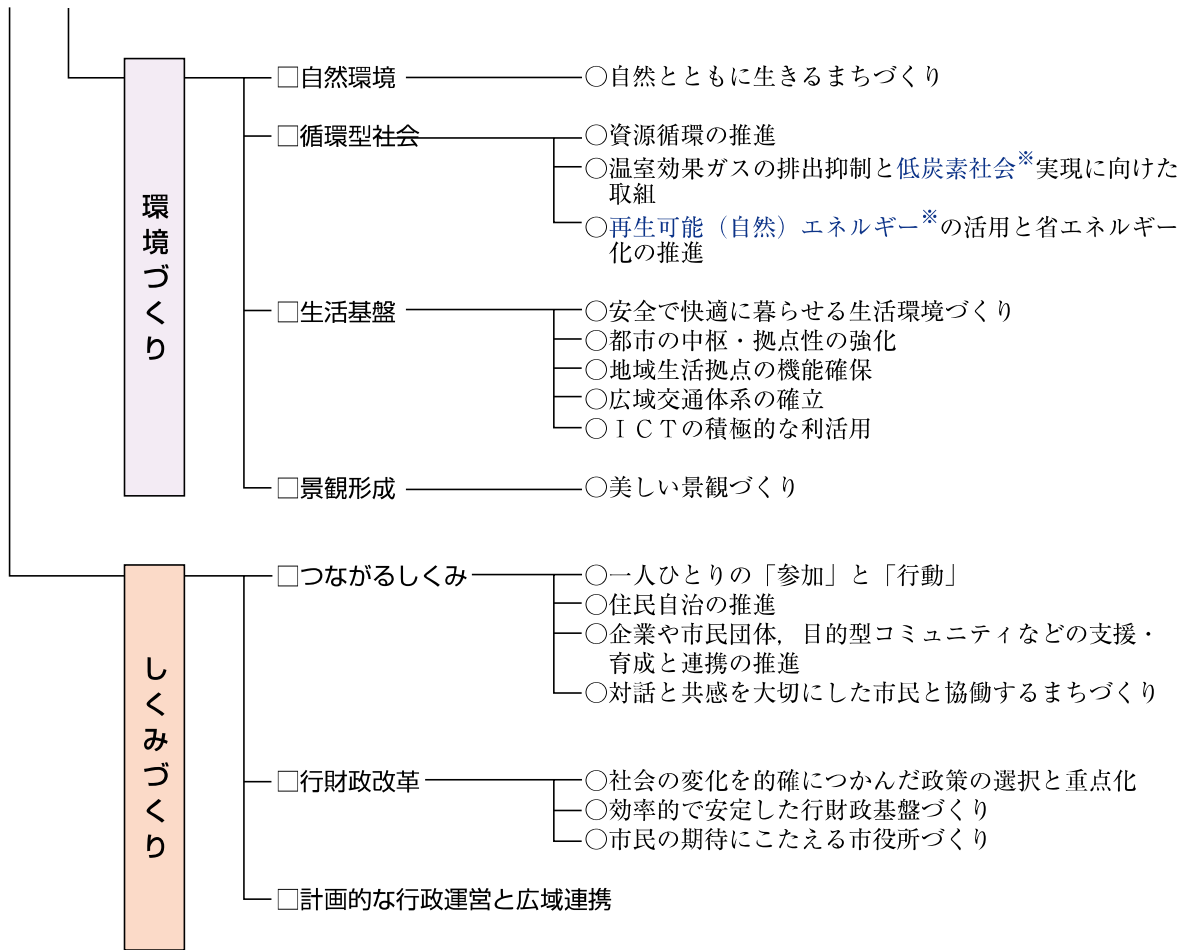 環境づくり
□自然環境
○自然とともに生きるまちづくり
□循環型社会
○資源循環の推進
○温室効果ガスの排出抑制と低炭素社会※実現に向けた
取組
○再生可能（自然）エネルギー※の活用と省エネルギー
化の推進
□生活基盤
○安全で快適に暮らせる生活環境づくり
○都市の中枢・拠点性の強化
○地域生活拠点の機能確保
○広域交通体系の確立
○ＩＣＴの積極的な利活用
□景観形成
○美しい景観づくり
しくみづくり
□つながるしくみ
○一人ひとりの「参加」と「行動」
○住民自治の推進
○企業や市民団体，目的型コミュニティなどの支援・
育成と連携の推進
○対話と共感を大切にした市民と協働するまちづくり
□行財政改革
○社会の変化を的確につかんだ政策の選択と重点化
○効率的で安定した行財政基盤づくり
○市民の期待にこたえる市役所づくり
□計画的な行政運営と広域連携